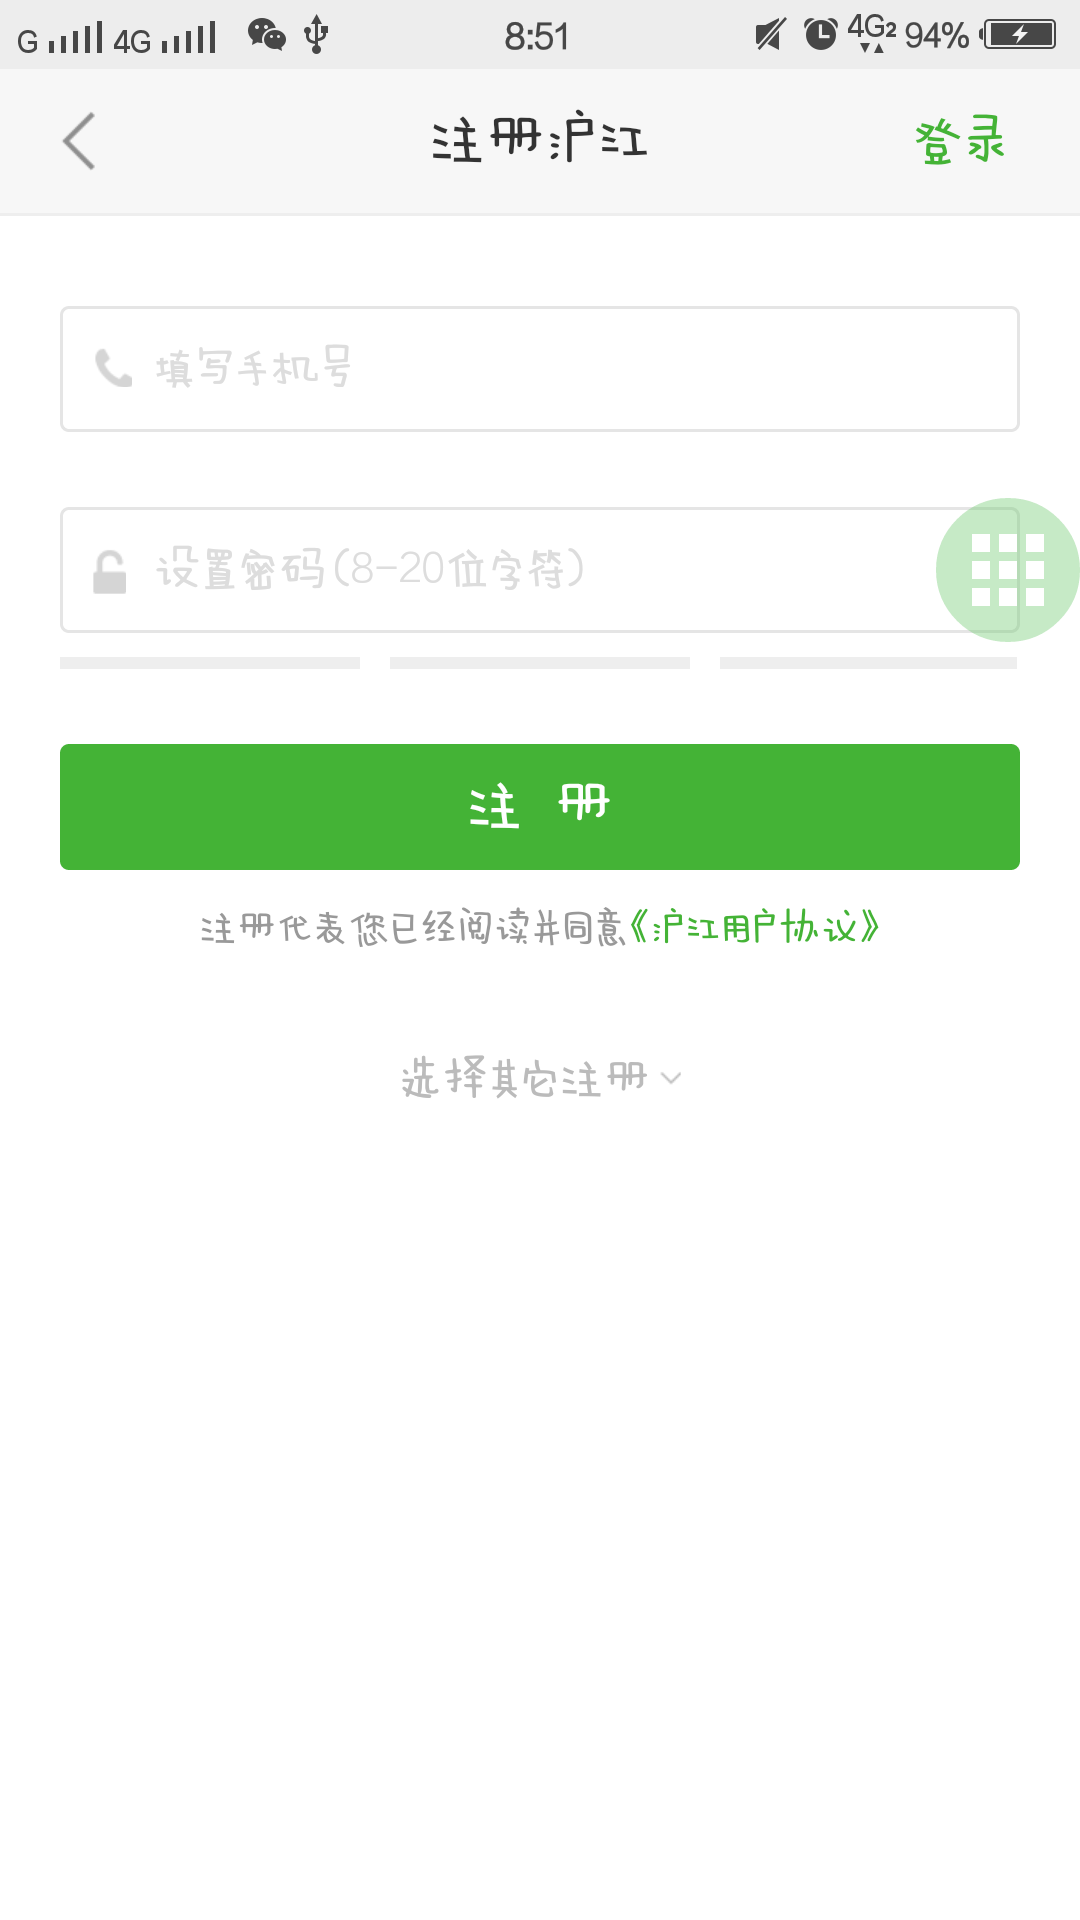 G 4G 8:51 4G2 94%
注册沪江 登录
填写手机号
设置密码(8-20位字符)
注 册
注册代表您已经阅读并同意《沪江用户协议》
选择其它注册